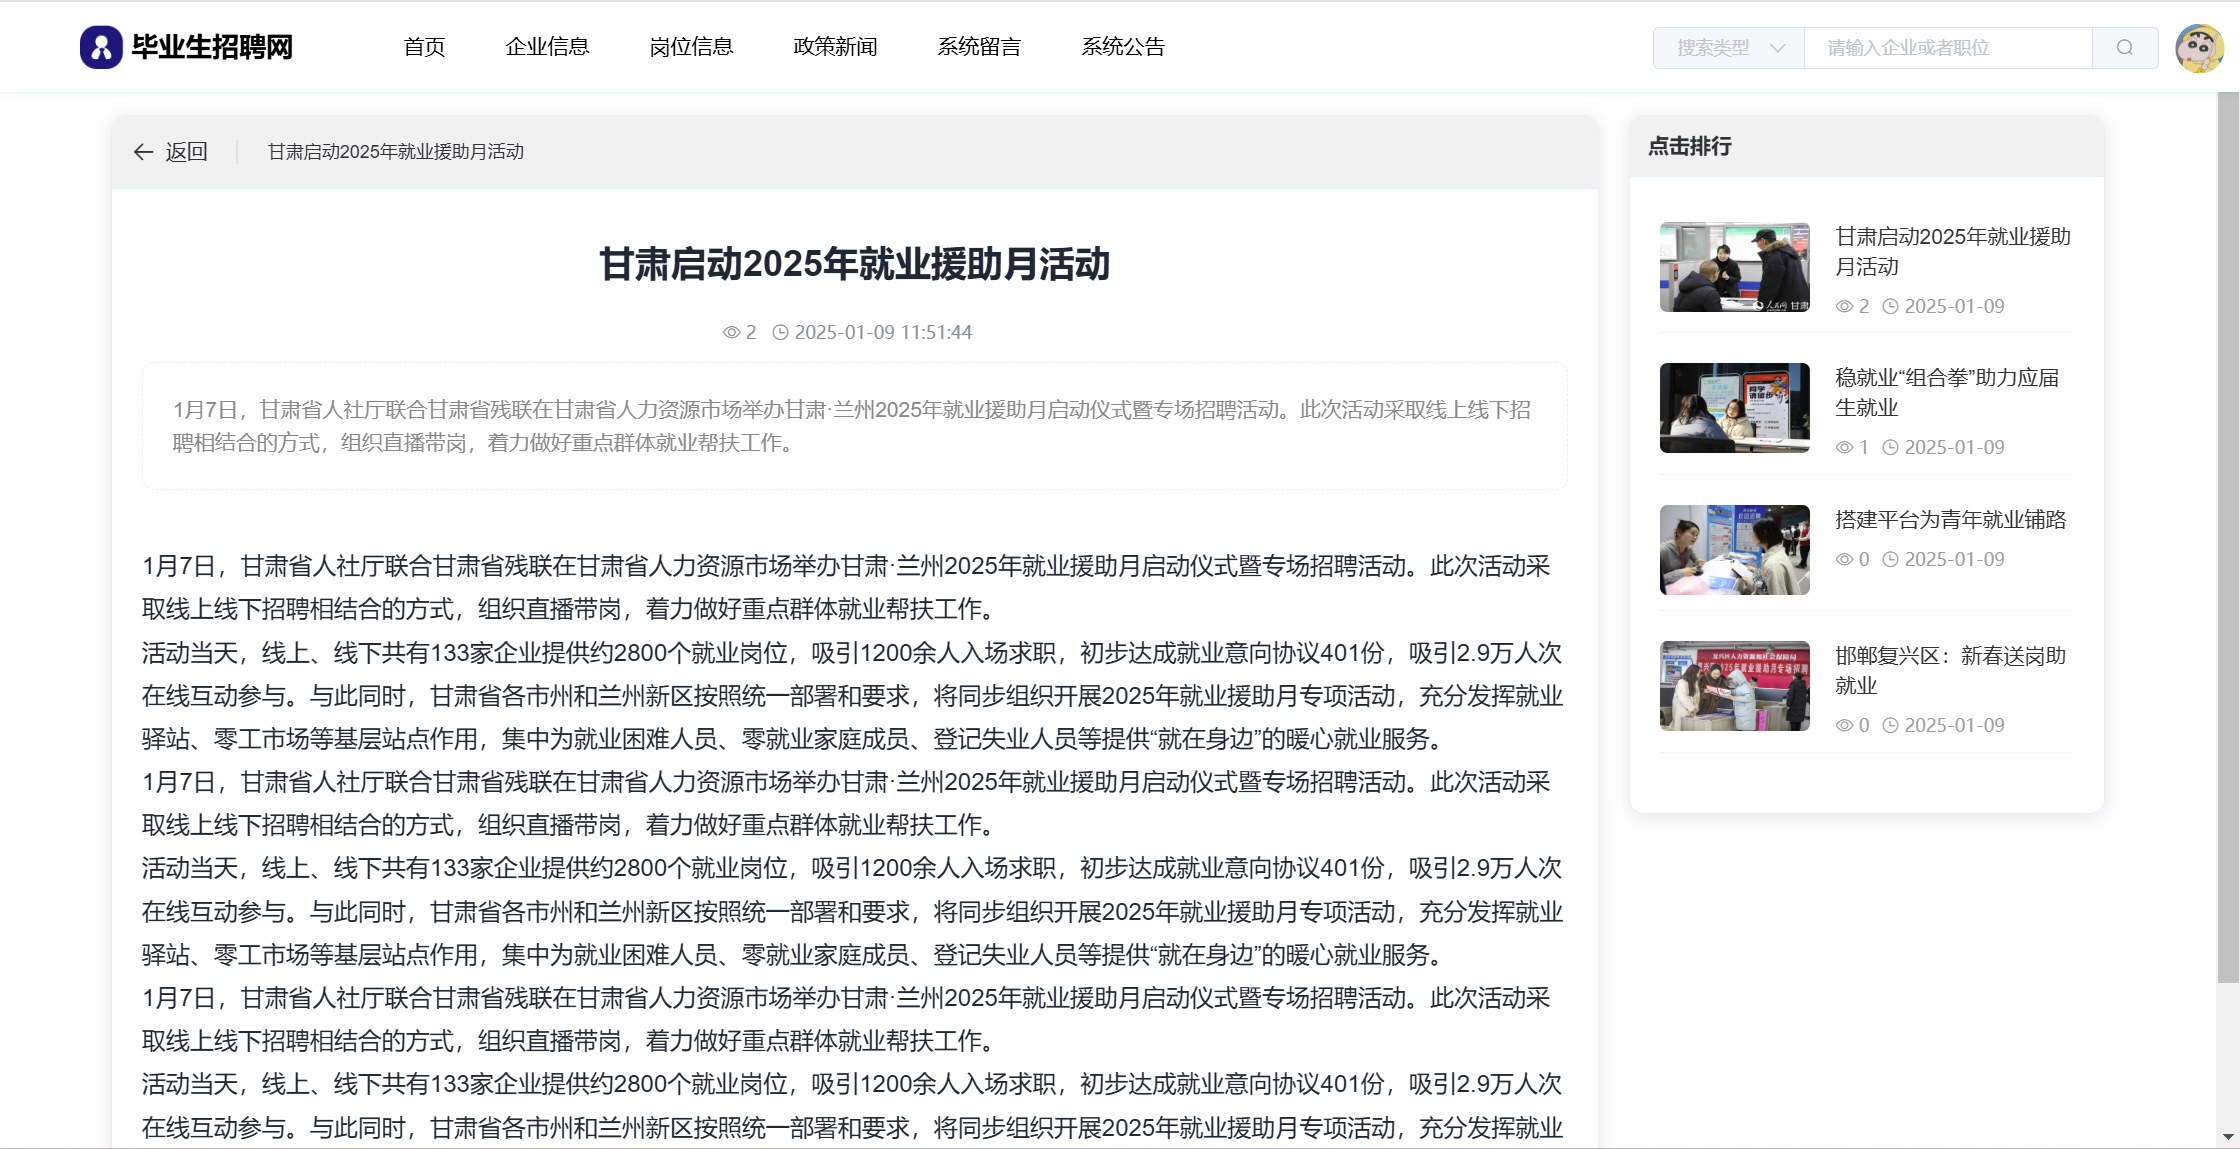 毕业生招聘网
首页
企业信息
岗位信息
政策新闻
系统留言
系统公告
搜索类型
请输入企业或者职位
返回
甘肃启动2025年就业援助月活动
甘肃启动2025年就业援助月活动
2 2025-01-09 11:51:44
1月7日，甘肃省人社厅联合甘肃省残联在甘肃省人力资源市场举办甘肃·兰州2025年就业援助月启动仪式暨专场招聘活动。此次活动采取线上线下招
聘相结合的方式，组织直播带岗，着力做好重点群体就业帮扶工作。
1月7日，甘肃省人社厅联合甘肃省残联在甘肃省人力资源市场举办甘肃·兰州2025年就业援助月启动仪式暨专场招聘活动。此次活动采
取线上线下招聘相结合的方式，组织直播带岗，着力做好重点群体就业帮扶工作。
活动当天，线上、线下共有133家企业提供约2800个就业岗位，吸引1200余人入场求职，初步达成就业意向协议401份，吸引2.9万人次
在线互动参与。与此同时，甘肃省各市州和兰州新区按照统一部署和要求，将同步组织开展2025年就业援助月专项活动，充分发挥就业
驿站、零工市场等基层站点作用，集中为就业困难人员、零就业家庭成员、登记失业人员等提供“就在身边”的暖心就业服务。
1月7日，甘肃省人社厅联合甘肃省残联在甘肃省人力资源市场举办甘肃·兰州2025年就业援助月启动仪式暨专场招聘活动。此次活动采
取线上线下招聘相结合的方式，组织直播带岗，着力做好重点群体就业帮扶工作。
活动当天，线上、线下共有133家企业提供约2800个就业岗位，吸引1200余人入场求职，初步达成就业意向协议401份，吸引2.9万人次
在线互动参与。与此同时，甘肃省各市州和兰州新区按照统一部署和要求，将同步组织开展2025年就业援助月专项活动，充分发挥就业
驿站、零工市场等基层站点作用，集中为就业困难人员、零就业家庭成员、登记失业人员等提供“就在身边”的暖心就业服务。
1月7日，甘肃省人社厅联合甘肃省残联在甘肃省人力资源市场举办甘肃·兰州2025年就业援助月启动仪式暨专场招聘活动。此次活动采
取线上线下招聘相结合的方式，组织直播带岗，着力做好重点群体就业帮扶工作。
活动当天，线上、线下共有133家企业提供约2800个就业岗位，吸引1200余人入场求职，初步达成就业意向协议401份，吸引2.9万人次
在线互动参与。与此同时，甘肃省各市州和兰州新区按照统一部署和要求，将同步组织开展2025年就业援助月专项活动，充分发挥就业
点击排行
人民网 甘肃
甘肃启动2025年就业援助
月活动
2 2025-01-09
稳就业“组合拳”助力应届
生就业
1 2025-01-09
搭建平台为青年就业铺路
0 2025-01-09
邯郸复兴区：新春送岗助
就业
0 2025-01-09